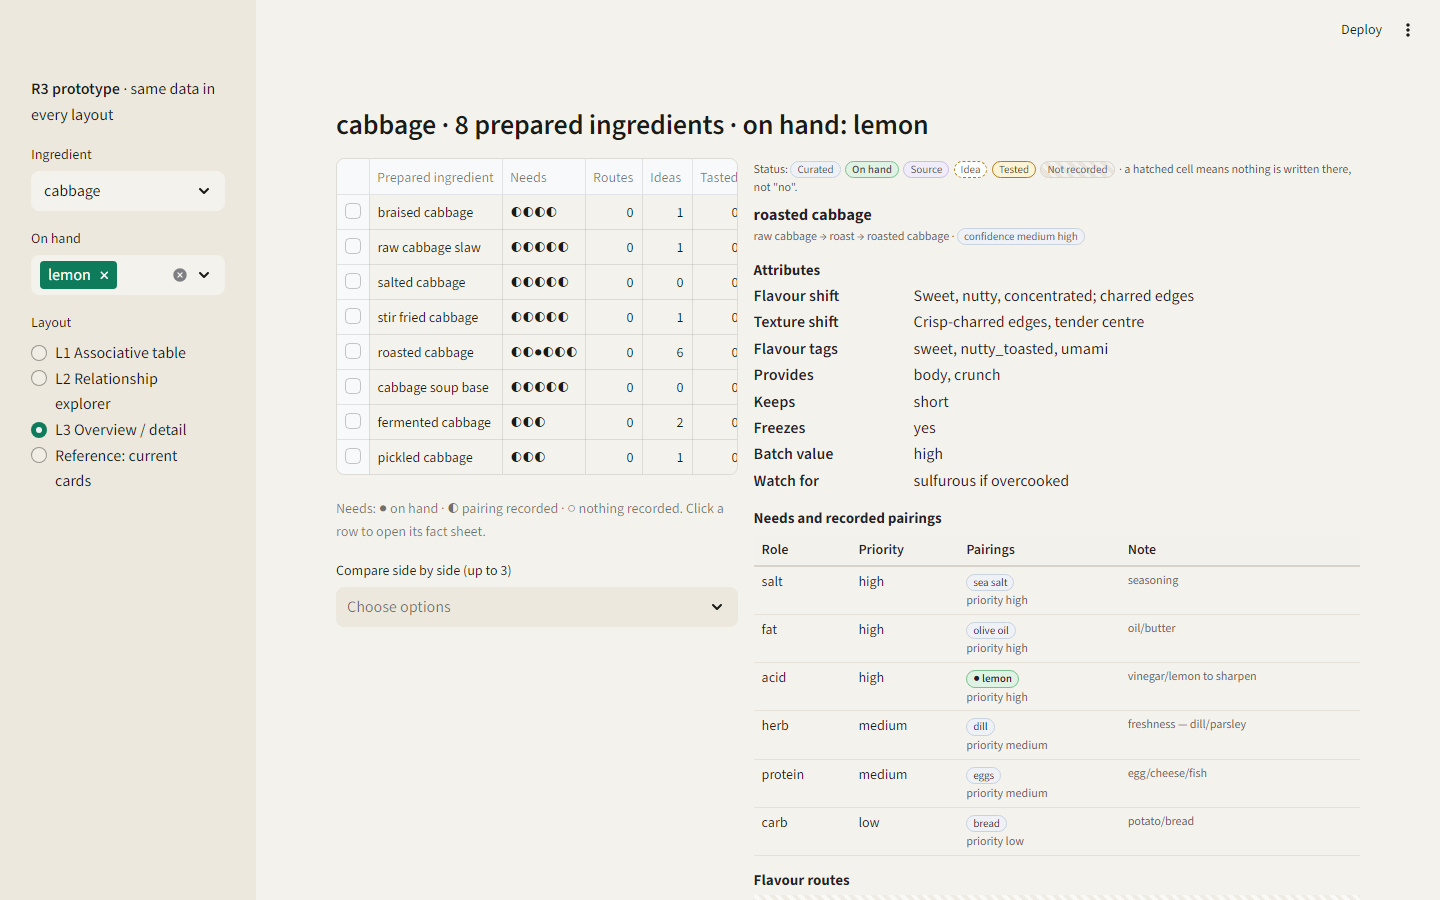 Deploy
R3 prototype · same data in
every layout
Ingredient
cabbage
On hand
lemon ×
Layout
L1 Associative table
L2 Relationship
explorer
L3 Overview / detail
Reference: current
cards
cabbage · 8 prepared ingredients · on hand: lemon
Prepared ingredient Needs Routes Ideas Tasted
braised cabbage ◐◐◐◐ 0 1 0
raw cabbage slaw ◐◐◐◐◐ 0 1 0
salted cabbage ◐◐◐◐◐ 0 0 0
stir fried cabbage ◐◐◐◐◐ 0 1 0
roasted cabbage ◐◐●◐◐◐ 0 6 0
cabbage soup base ◐◐◐◐◐ 0 0 0
fermented cabbage ◐◐◐ 0 2 0
pickled cabbage ◐◐◐ 0 1 0
Needs: ● on hand · ◐ pairing recorded · ○ nothing recorded. Click a
row to open its fact sheet.
Compare side by side (up to 3)
Choose options
Status: Curated On hand Source Idea Tested Not recorded · a hatched cell means nothing is written there,
not "no".
roasted cabbage
raw cabbage → roast → roasted cabbage · confidence medium high
Attributes
Flavour shift Sweet, nutty, concentrated; charred edges
Texture shift Crisp-charred edges, tender centre
Flavour tags sweet, nutty_toasted, umami
Provides body, crunch
Keeps short
Freezes yes
Batch value high
Watch for sulfurous if overcooked
Needs and recorded pairings
Role Priority Pairings Note
salt high sea salt seasoning
priority high
fat high olive oil oil/butter
priority high
acid high ● lemon vinegar/lemon to sharpen
priority high
herb medium dill freshness — dill/parsley
priority medium
protein medium eggs egg/cheese/fish
priority medium
carb low bread potato/bread
priority low
Flavour routes